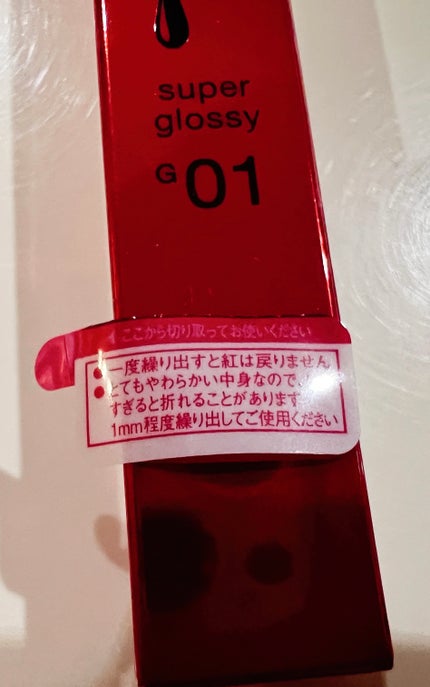 super
glossy
G 01
ここから切り取ってお使いください
●一度繰り出すと紅は戻りません
●とてもやわらかい中身なので、
すぎると折れることがあります
1mm程度繰り出してご使用ください